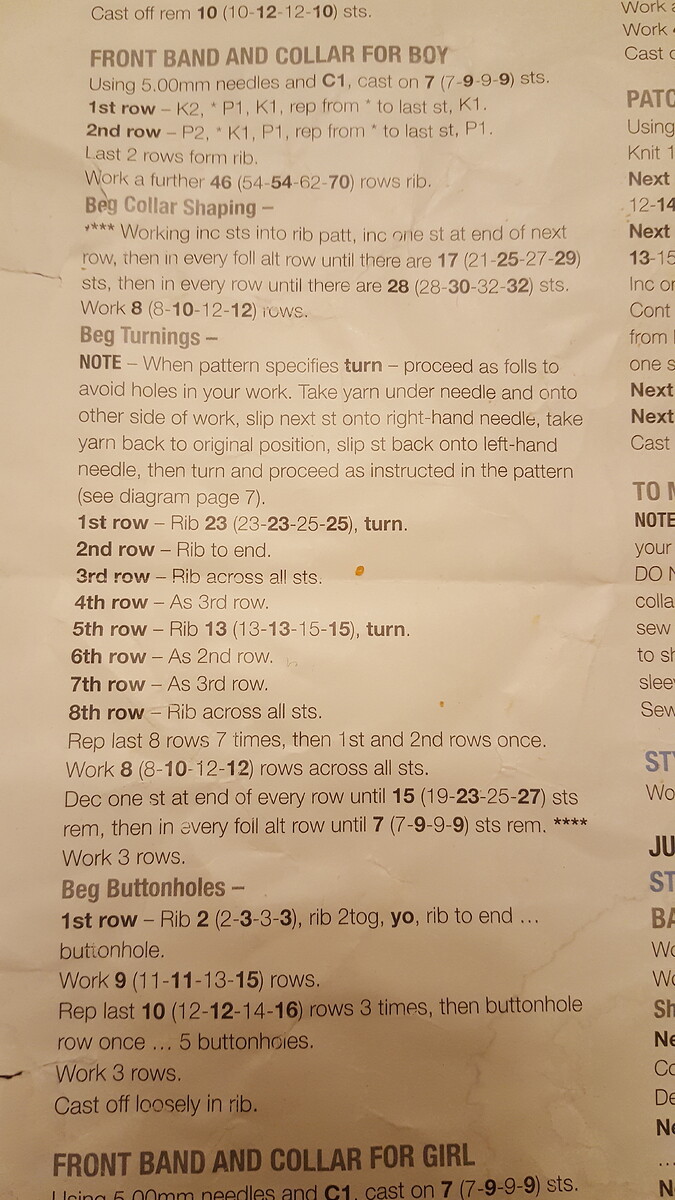 Cast off rem 10 (10-12-12-10) sts.
FRONT BAND AND COLLAR FOR BOY
Using 5.00mm needles and C1, cast on 7 (7-9-9-9) sts.
1st row – K2, * P1, K1, rep from * to last st, K1.
2nd row – P2, * K1, P1, rep from * to last st, P1.
Last 2 rows form rib.
Work a further 46 (54-54-62-70) rows rib.
Beg Collar Shaping –
**** Working inc sts into rib patt, inc one st at end of next
row, then in every foll alt row until there are 17 (21-25-27-29)
sts, then in every row until there are 28 (28-30-32-32) sts.
Work 8 (8-10-12-12) rows.
Beg Turnings –
NOTE – When pattern specifies turn – proceed as folls to
avoid holes in your work. Take yarn under needle and onto
other side of work, slip next st onto right-hand needle, take
yarn back to original position, slip st back onto left-hand
needle, then turn and proceed as instructed in the pattern
(see diagram page 7).
1st row – Rib 23 (23-23-25-25), turn.
2nd row – Rib to end.
3rd row – Rib across all sts.
4th row – As 3rd row.
5th row – Rib 13 (13-13-15-15), turn.
6th row – As 2nd row.
7th row – As 3rd row.
8th row – Rib across all sts.
Rep last 8 rows 7 times, then 1st and 2nd rows once.
Work 8 (8-10-12-12) rows across all sts.
Dec one st at end of every row until 15 (19-23-25-27) sts
rem, then in every foll alt row until 7 (7-9-9-9) sts rem. ****
Work 3 rows.
Beg Buttonholes –
1st row – Rib 2 (2-3-3-3), rib 2tog, yo, rib to end ...
buttonhole.
Work 9 (11-11-13-15) rows.
Rep last 10 (12-12-14-16) rows 3 times, then buttonhole
row once ... 5 buttonholes.
Work 3 rows.
Cast off loosely in rib.
FRONT BAND AND COLLAR FOR GIRL
Using 5.00mm needles and C1, cast on 7 (7-9-9-9) sts.
Work
Work
Cast
Using
Knit 1
Next
12-14
Next
13-15
Inc
Cont
from
one
Next
Next
Cast
TO
NOTE
your
DO
sew
to